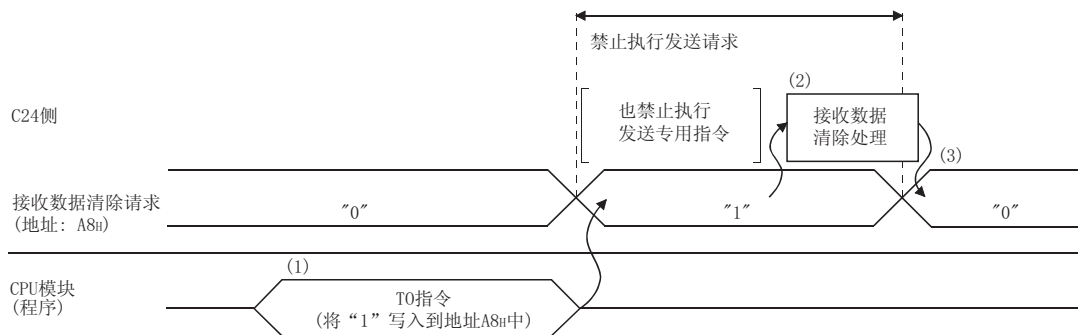 禁止执行发送请求
(2)
C24侧
也禁止执行
发送专用指令
接收数据
清除处理
(3)
接收数据清除请求
(地址: A8H)
"0"
"1"
"0"
(1)
CPU模块
(程序)
TO指令
(将“1”写入到地址A8H中)